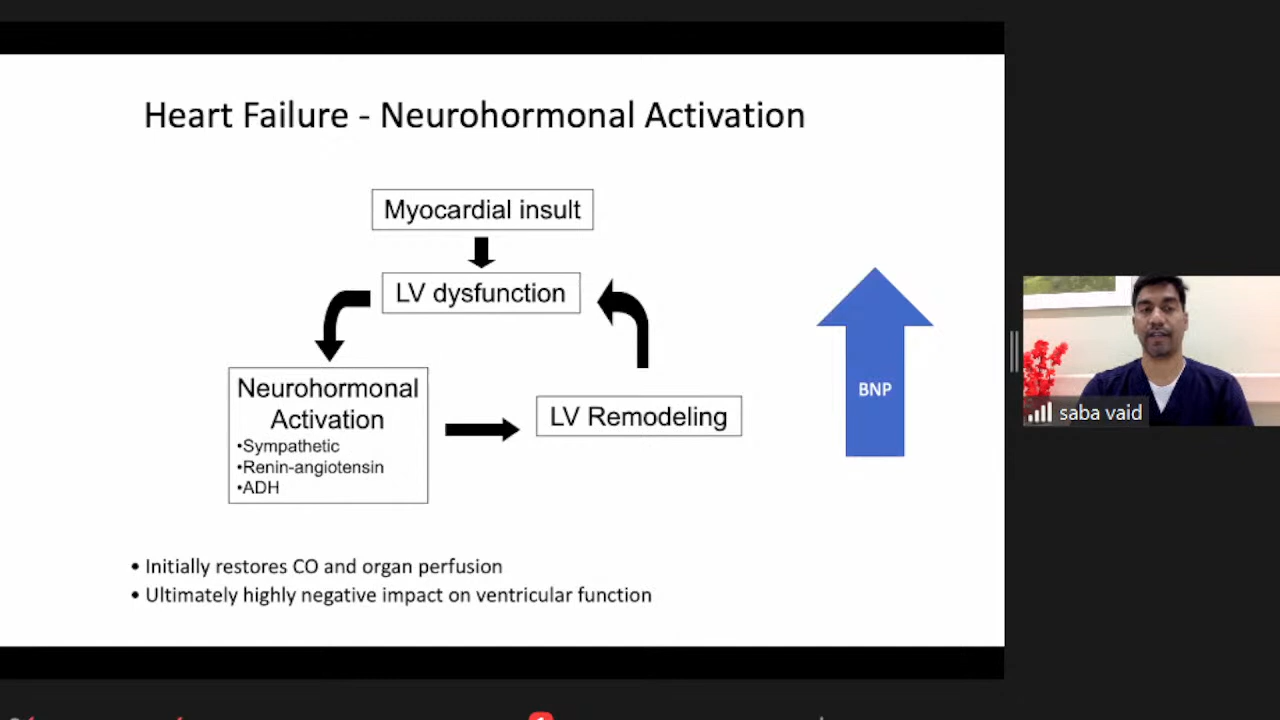 Heart Failure - Neurohormonal Activation
Myocardial insult
LV dysfunction
Neurohormonal
Activation
•Sympathetic
•Renin-angiotensin
•ADH
LV Remodeling
BNP
• Initially restores CO and organ perfusion
• Ultimately highly negative impact on ventricular function
saba vaid